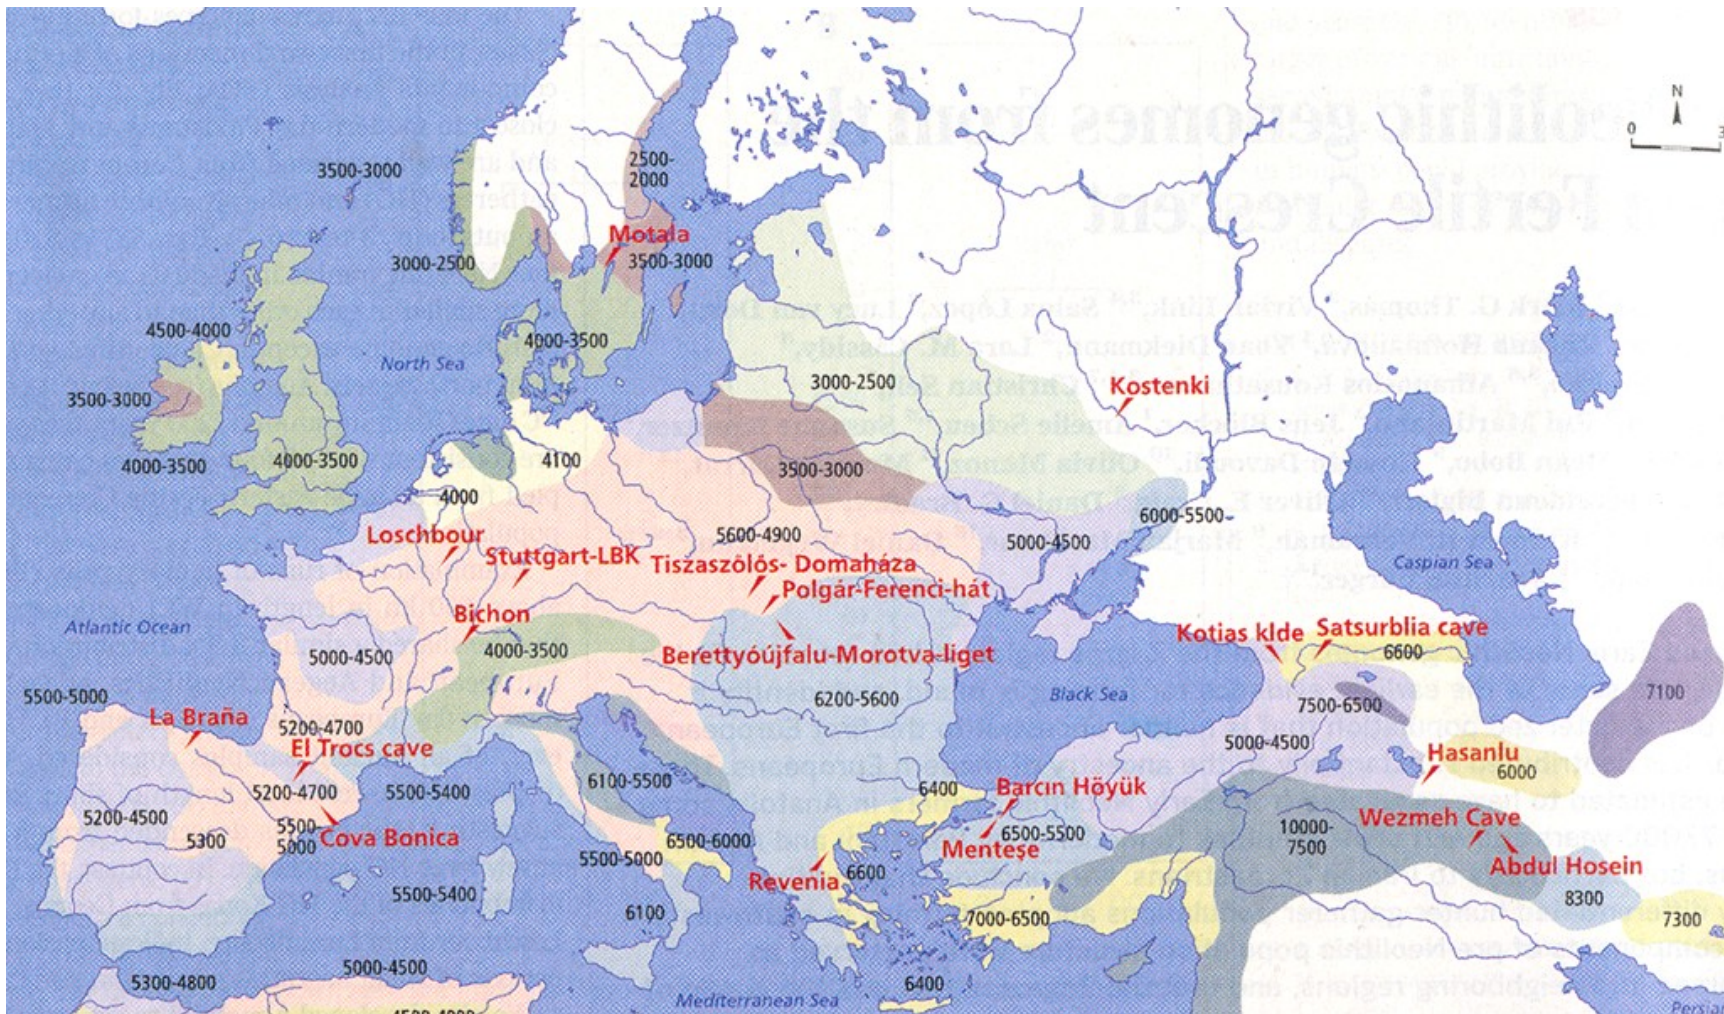 N
0
3
3500-3000
2500-
2000
Motala
3000-2500
3500-3000
4500-4000
North Sea
4000-3500
3000-2500
Kostenki
3500-3000
4000-3500
4000-3500
4100
3500-3000
4000
6000-5500
Loschbour
Stuttgart-LBK
5600-4900
5000-4500
Tiszaszölös- Domaháza
Caspian Sea
Polgár-Ferenci-hát
Atlantic Ocean
Bichon
Kotias klde
Satsurblia cave
5000-4500
4000-3500
Berettyóújfalu-Morotva-liget
6600
5500-5000
6200-5600
Black Sea
7500-6500
7100
La Braña
5200-4700
El Trocs cave
5000-4500
Hasanlu
6000
5200-4700
5500-5400
6100-5500
6400
Barcın Höyük
5200-4500
5300
5500-
5000
Cova Bonica
6500-6000
6500-5500
Menteşe
10000-
7500
Wezmeh Cave
5500-5000
Revenia
6600
Abdul Hosein
5500-5400
6100
7000-6500
8300
7300
5300-4800
5000-4500
Mediterranean Sea
6400